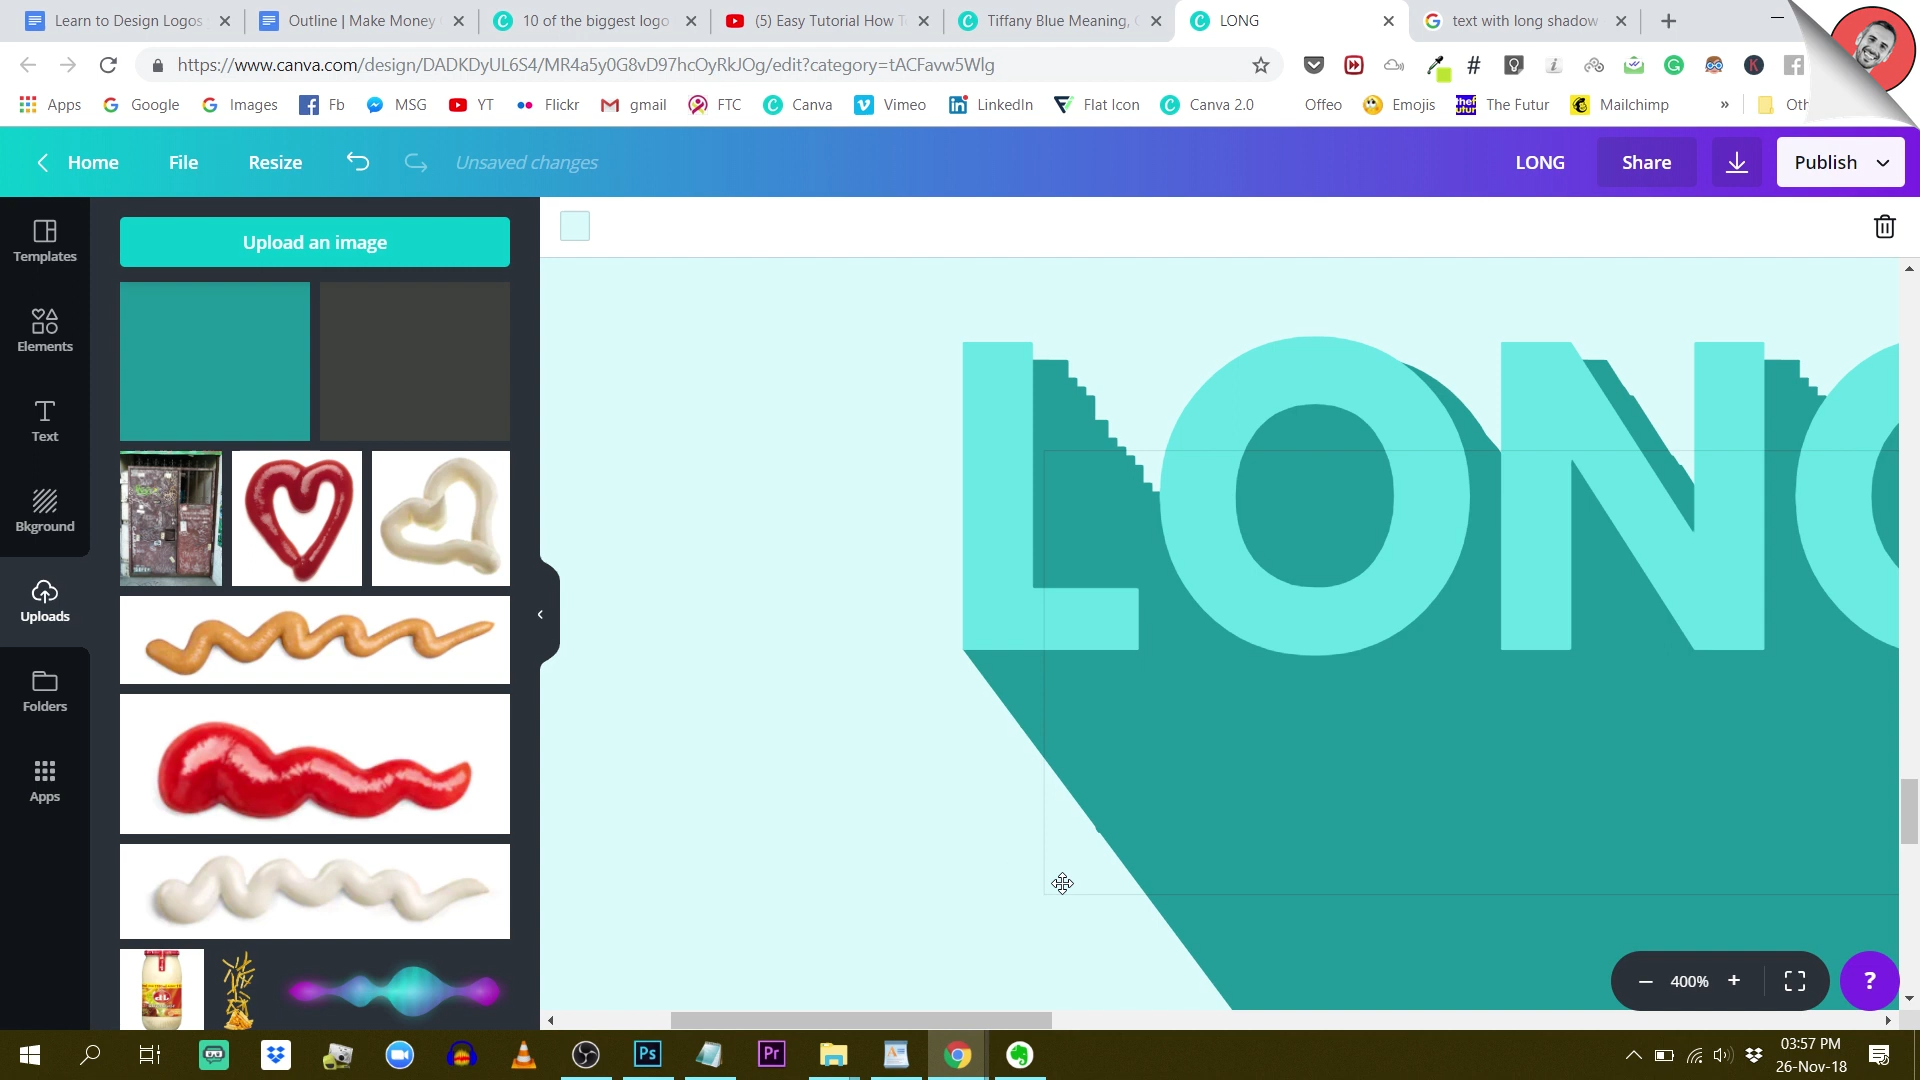 Learn to Design Logos
Outline | Make Money
10 of the biggest logo
(5) Easy Tutorial How T
Tiffany Blue Meaning,
LONG
text with long shadow
https://www.canva.com/design/DADKDyUL6S4/MR4a5y0G8vD97hcOyRkJOg/edit?category=tACFavw5Wlg
Apps Google Images Fb MSG YT Flickr gmail FTC Canva Vimeo LinkedIn Flat Icon Canva 2.0 Offeo Emojis The Futur Mailchimp » Oth
Home File Resize Unsaved changes LONG Share Publish
Templates
Elements
Text
Bkground
Uploads
Folders
Apps
Upload an image
LONG
400%
?
Ps
Pr
03:57 PM
26-Nov-18